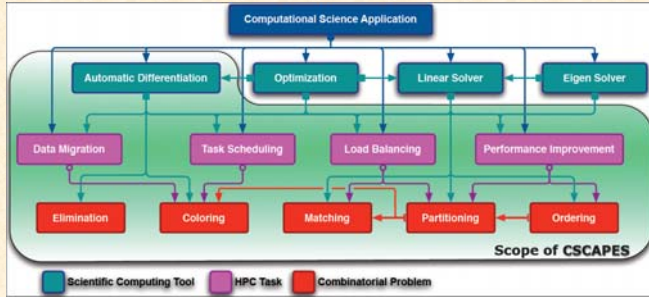 Computational Science Application
Automatic Differentiation
Optimization
Linear Solver
Eigen Solver
Data Migration
Task Scheduling
Load Balancing
Performance Improvement
Elimination
Coloring
Matching
Partitioning
Ordering
Scope of CSCAPES
Scientific Computing Tool
HPC Task
Combinatorial Problem